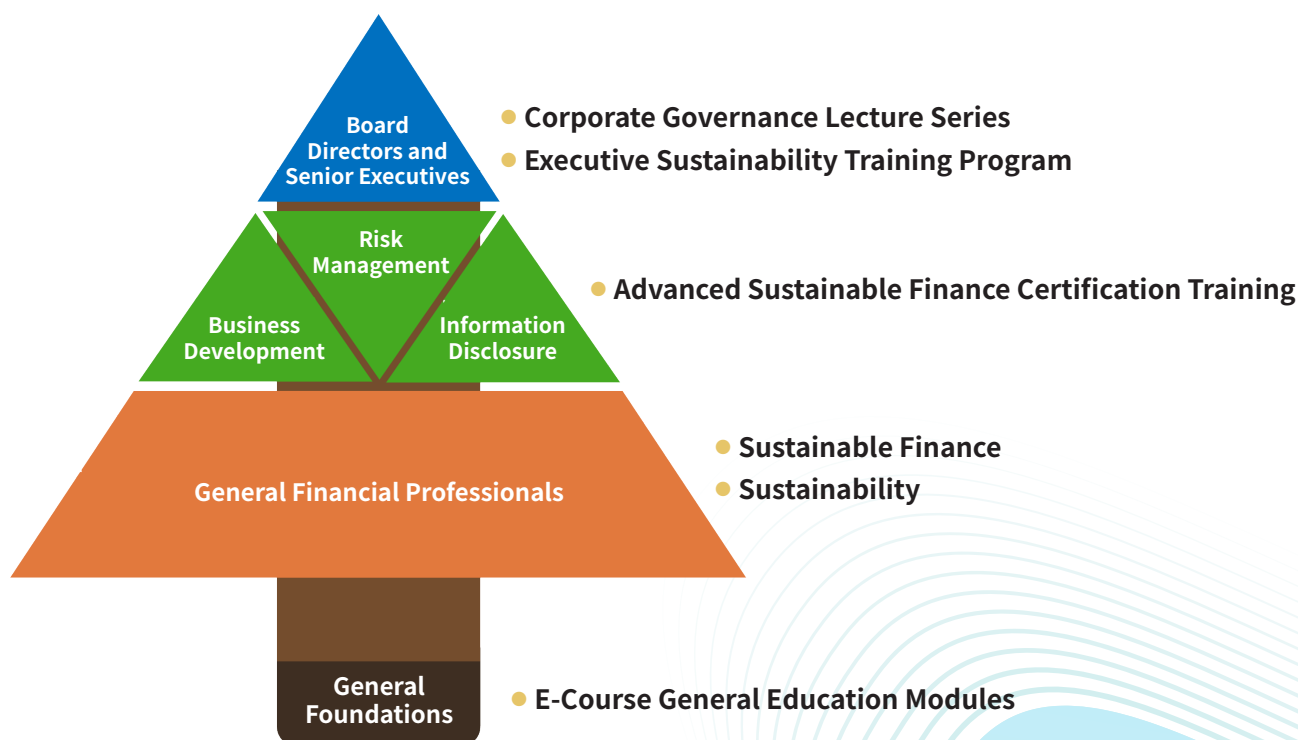 Board
Directors and
Senior Executives
Corporate Governance Lecture Series
Executive Sustainability Training Program
Risk
Management
Business
Development
Information
Disclosure
Advanced Sustainable Finance Certification Training
General Financial Professionals
Sustainable Finance
Sustainability
General
Foundations
E-Course General Education Modules